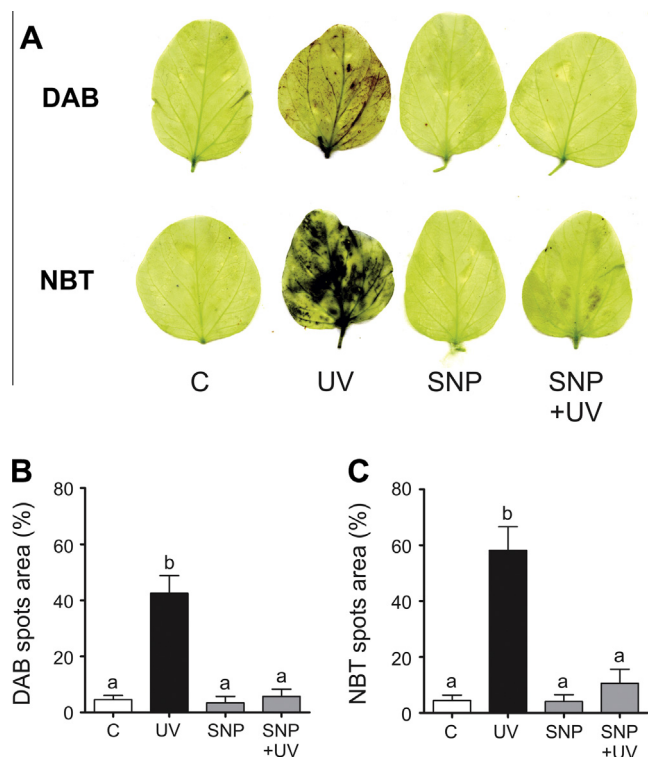 A
DAB
NBT
C
UV
SNP
SNP
+UV
B
DAB spots area (%)
80
60
40
20
0
a
b
a
a
C
UV
SNP
SNP
+UV
C
NBT spots area (%)
80
60
40
20
0
a
b
a
a
C
UV
SNP
SNP
+UV